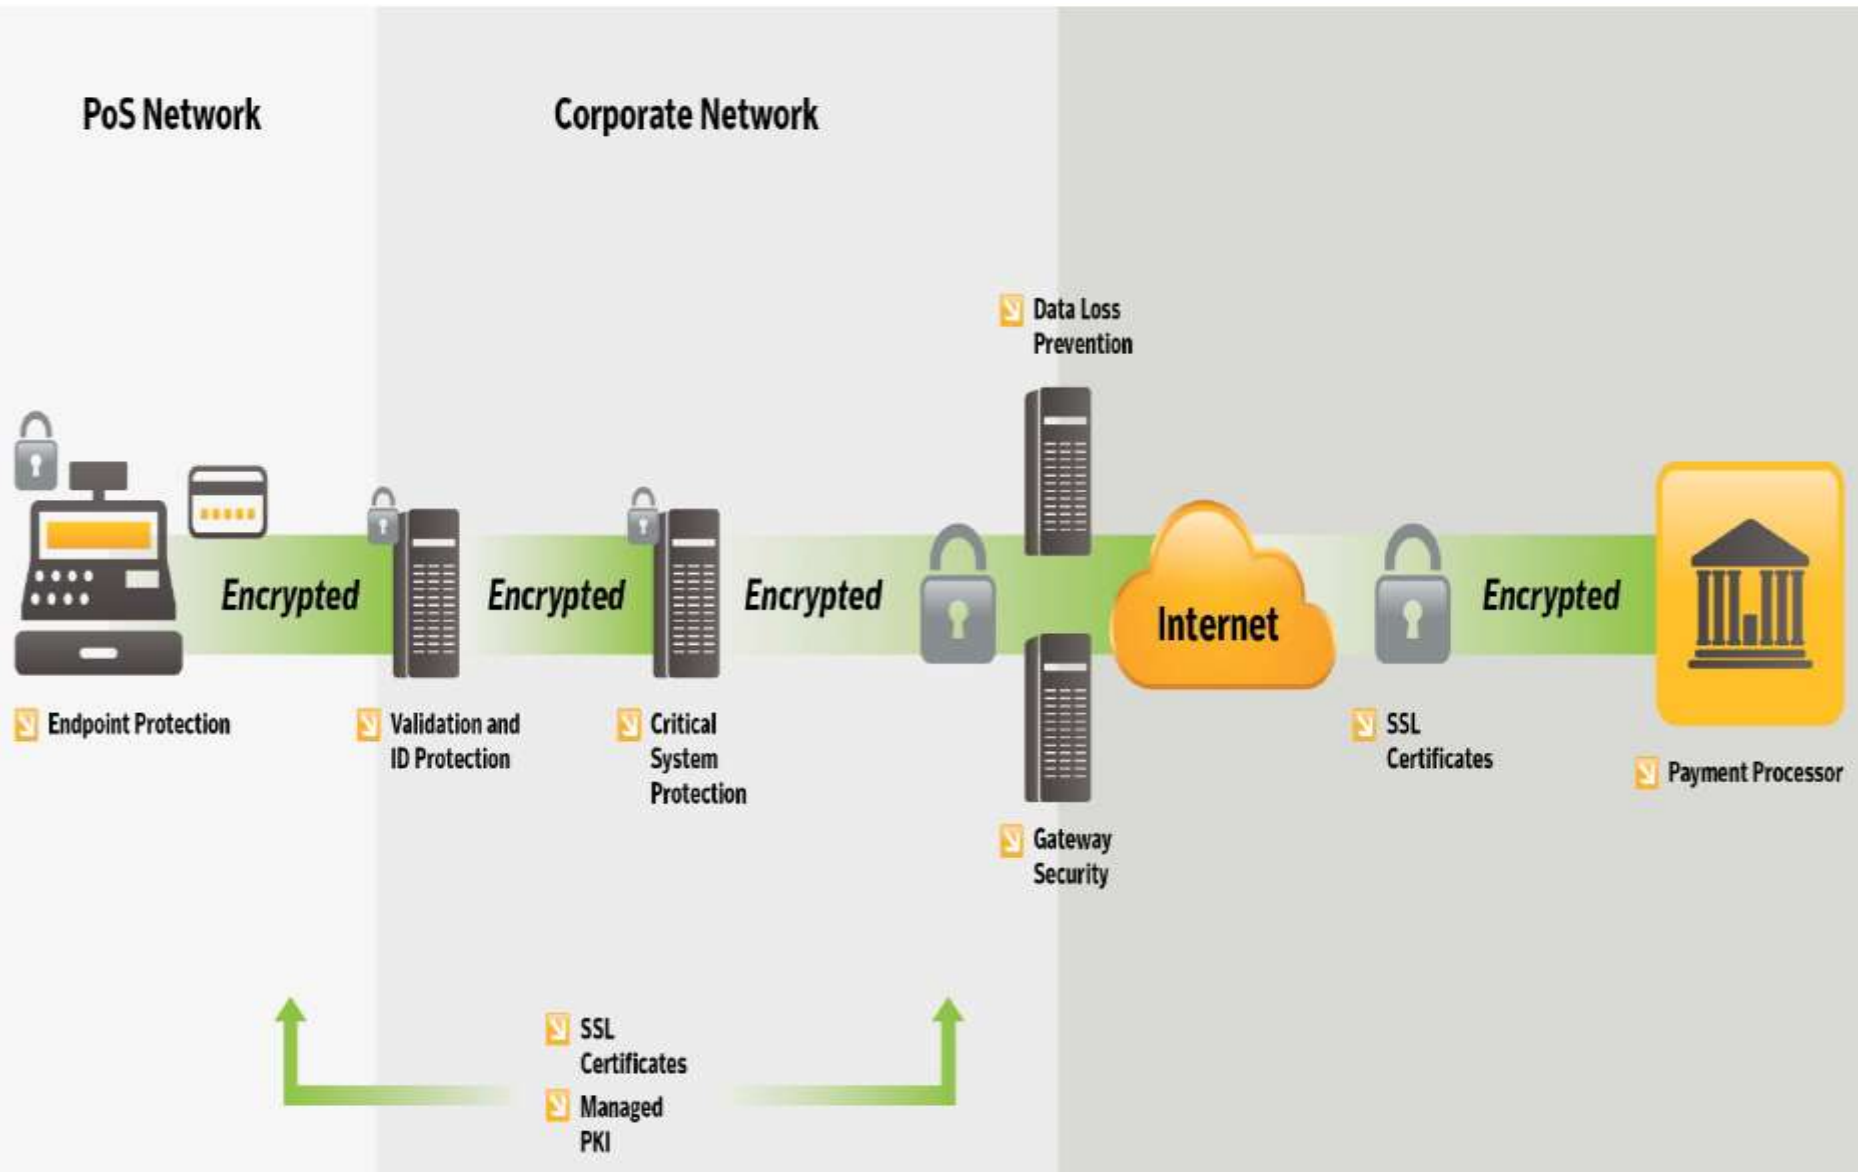 PoS Network
Corporate Network
Data Loss
Prevention
Encrypted
Encrypted
Encrypted
Internet
Encrypted
Endpoint Protection
Validation and
ID Protection
Critical
System
Protection
SSL
Certificates
Payment Processor
Gateway
Security
SSL
Certificates
Managed
PKI